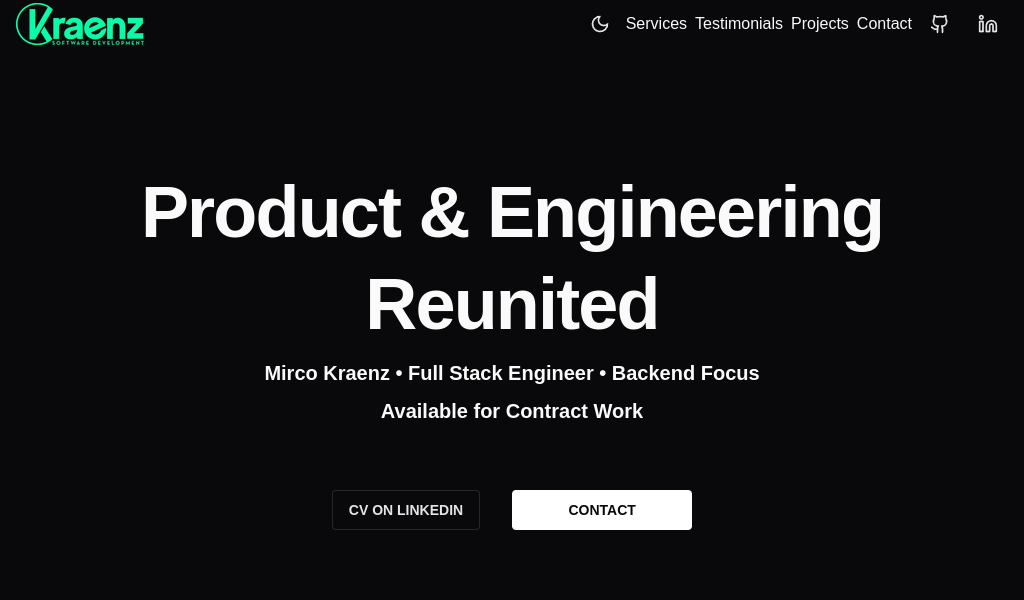 Kraenz
SOFTWARE DEVELOPMENT
Services Testimonials Projects Contact
Product & Engineering
Reunited
Mirco Kraenz • Full Stack Engineer • Backend Focus
Available for Contract Work
CV ON LINKEDIN
CONTACT